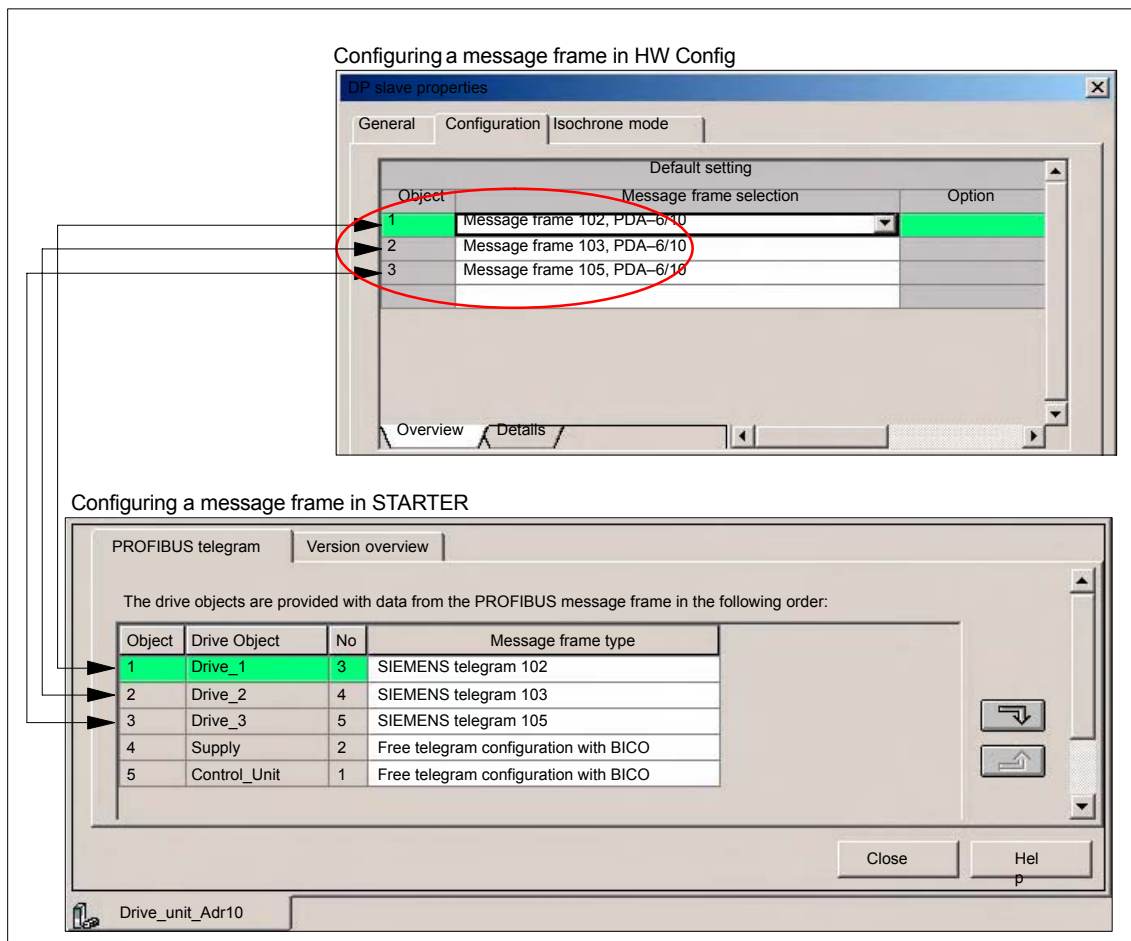 Configuring a message frame in HW Config
DP slave properties
General Configuration Isochrone mode
Default setting
Object Message frame selection Option
1 Message frame 102, PDA–6/10
2 Message frame 103, PDA–6/10
3 Message frame 105, PDA–6/10
Overview Details
Configuring a message frame in STARTER
PROFIBUS telegram Version overview
The drive objects are provided with data from the PROFIBUS message frame in the following order:
Object Drive Object No Message frame type
1 Drive_1 3 SIEMENS telegram 102
2 Drive_2 4 SIEMENS telegram 103
3 Drive_3 5 SIEMENS telegram 105
4 Supply 2 Free telegram configuration with BICO
5 Control_Unit 1 Free telegram configuration with BICO
Close Hel
p
Drive_unit_Adr10